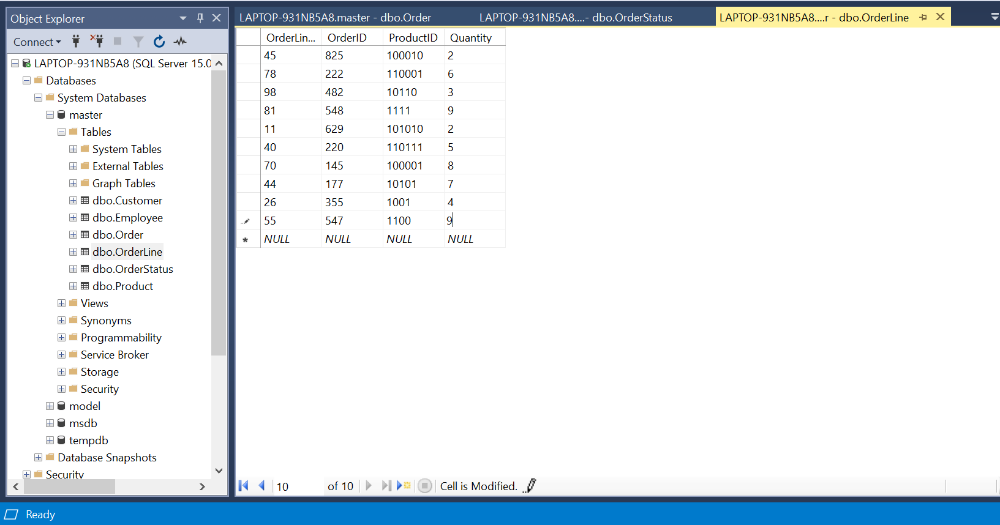 Object Explorer
Connect
LAPTOP-931NB5A8 (SQL Server 15.0
Databases
System Databases
master
Tables
System Tables
External Tables
Graph Tables
dbo.Customer
dbo.Employee
dbo.Order
dbo.OrderLine
dbo.OrderStatus
dbo.Product
Views
Synonyms
Programmability
Service Broker
Storage
Security
model
msdb
tempdb
Database Snapshots
Security
LAPTOP-931NB5A8.master - dbo.Order LAPTOP-931NB5A8....- dbo.OrderStatus LAPTOP-931NB5A8....r - dbo.OrderLine
OrderLin... OrderID ProductID Quantity
45 825 100010 2
78 222 110001 6
98 482 10110 3
81 548 1111 9
11 629 101010 2
40 220 110111 5
70 145 100001 8
44 177 10101 7
26 355 1001 4
55 547 1100 9
* NULL NULL NULL NULL
10 of 10 Cell is Modified.
Ready